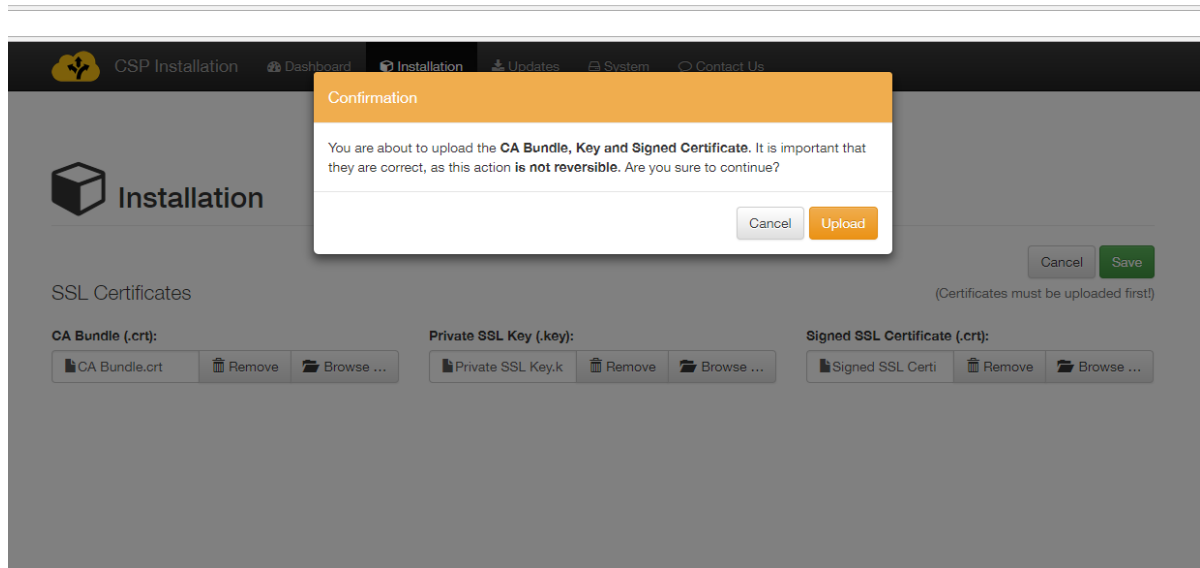 CSP Installation Dashboard Installation Updates System Contact Us
Confirmation
You are about to upload the CA Bundle, Key and Signed Certificate. It is important that
they are correct, as this action is not reversible. Are you sure to continue?
Cancel Upload
Installation
Cancel Save
SSL Certificates (Certificates must be uploaded first!)
CA Bundle (.crt): Private SSL Key (.key): Signed SSL Certificate (.crt):
CA Bundle.crt Remove Browse ... Private SSL Key.k Remove Browse ... Signed SSL Certi Remove Browse ...